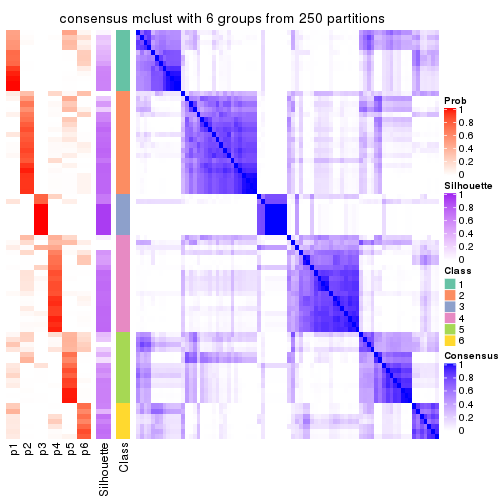 consensus mclust with 6 groups from 250 partitions
Prob
1
0.8
0.6
0.4
0.2
0
Silhouette
1
0.8
0.6
0.4
0.2
0
Class
1
2
3
4
5
6
Consensus
1
0.8
0.6
0.4
0.2
0
p1
p2
p3
p4
p5
p6
Silhouette
Class